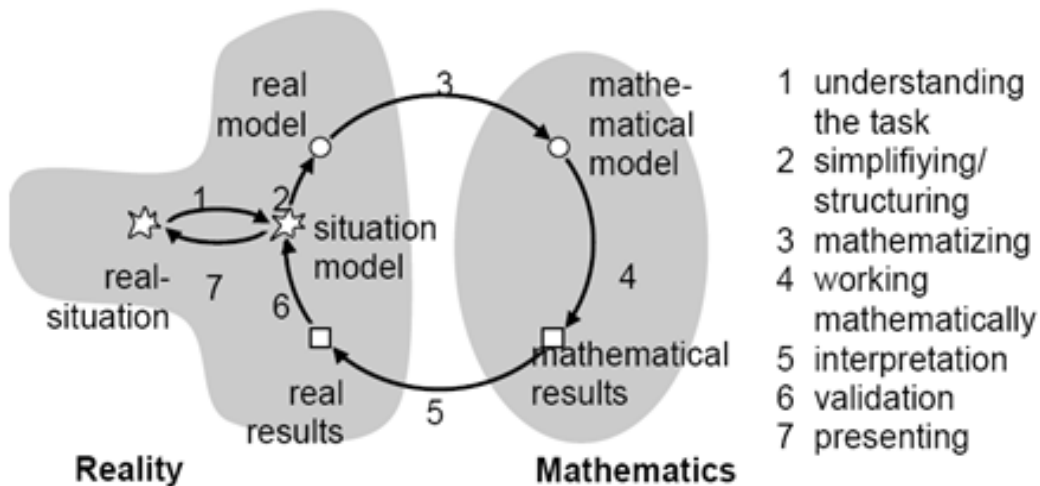 real
model
3
mathe-
matical
model
1
2
situation
model
real-
situation
7
6
4
real
results
5
mathematical
results
Reality
Mathematics
1 understanding
the task
2 simplifiying/
structuring
3 mathematizing
4 working
mathematically
5 interpretation
6 validation
7 presenting